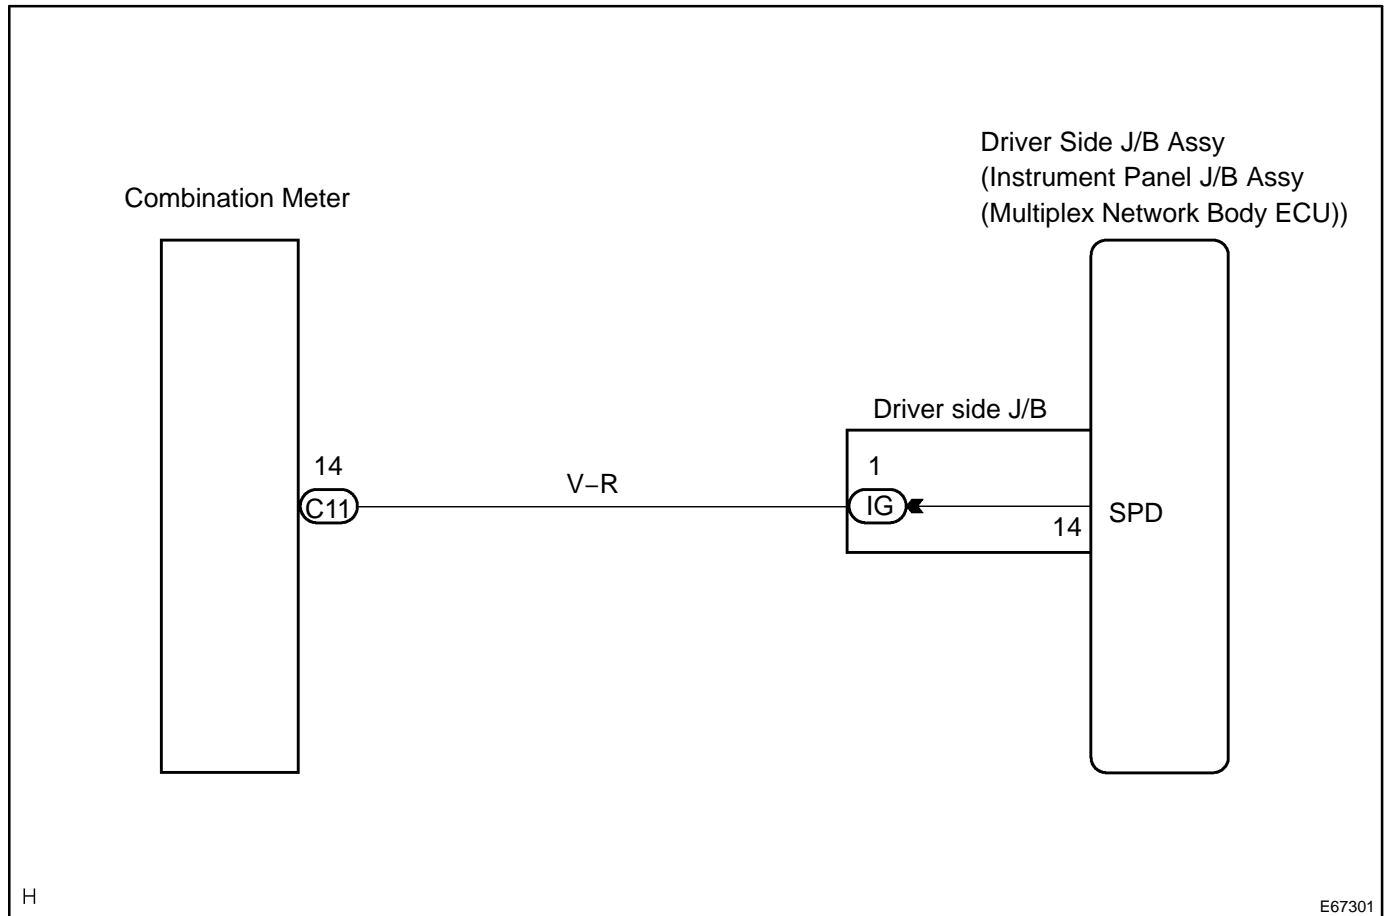 Driver Side J/B Assy
(Instrument Panel J/B Assy
(Multiplex Network Body ECU))
Combination Meter
Driver side J/B
14
C11
V–R
1
IG
14
SPD
H
E67301